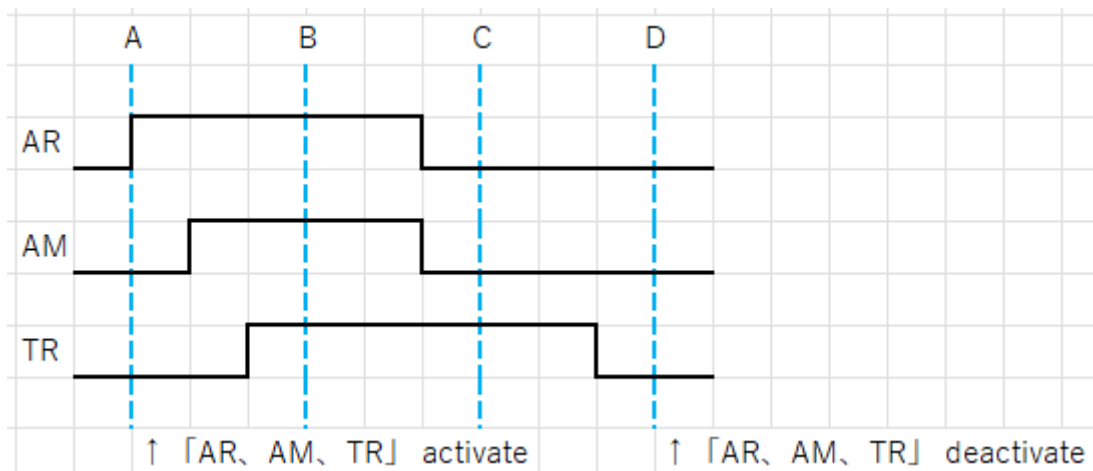 A B C D
AR
AM
TR
↑「AR、AM、TR」 activate ↑「AR、AM、TR」 deactivate